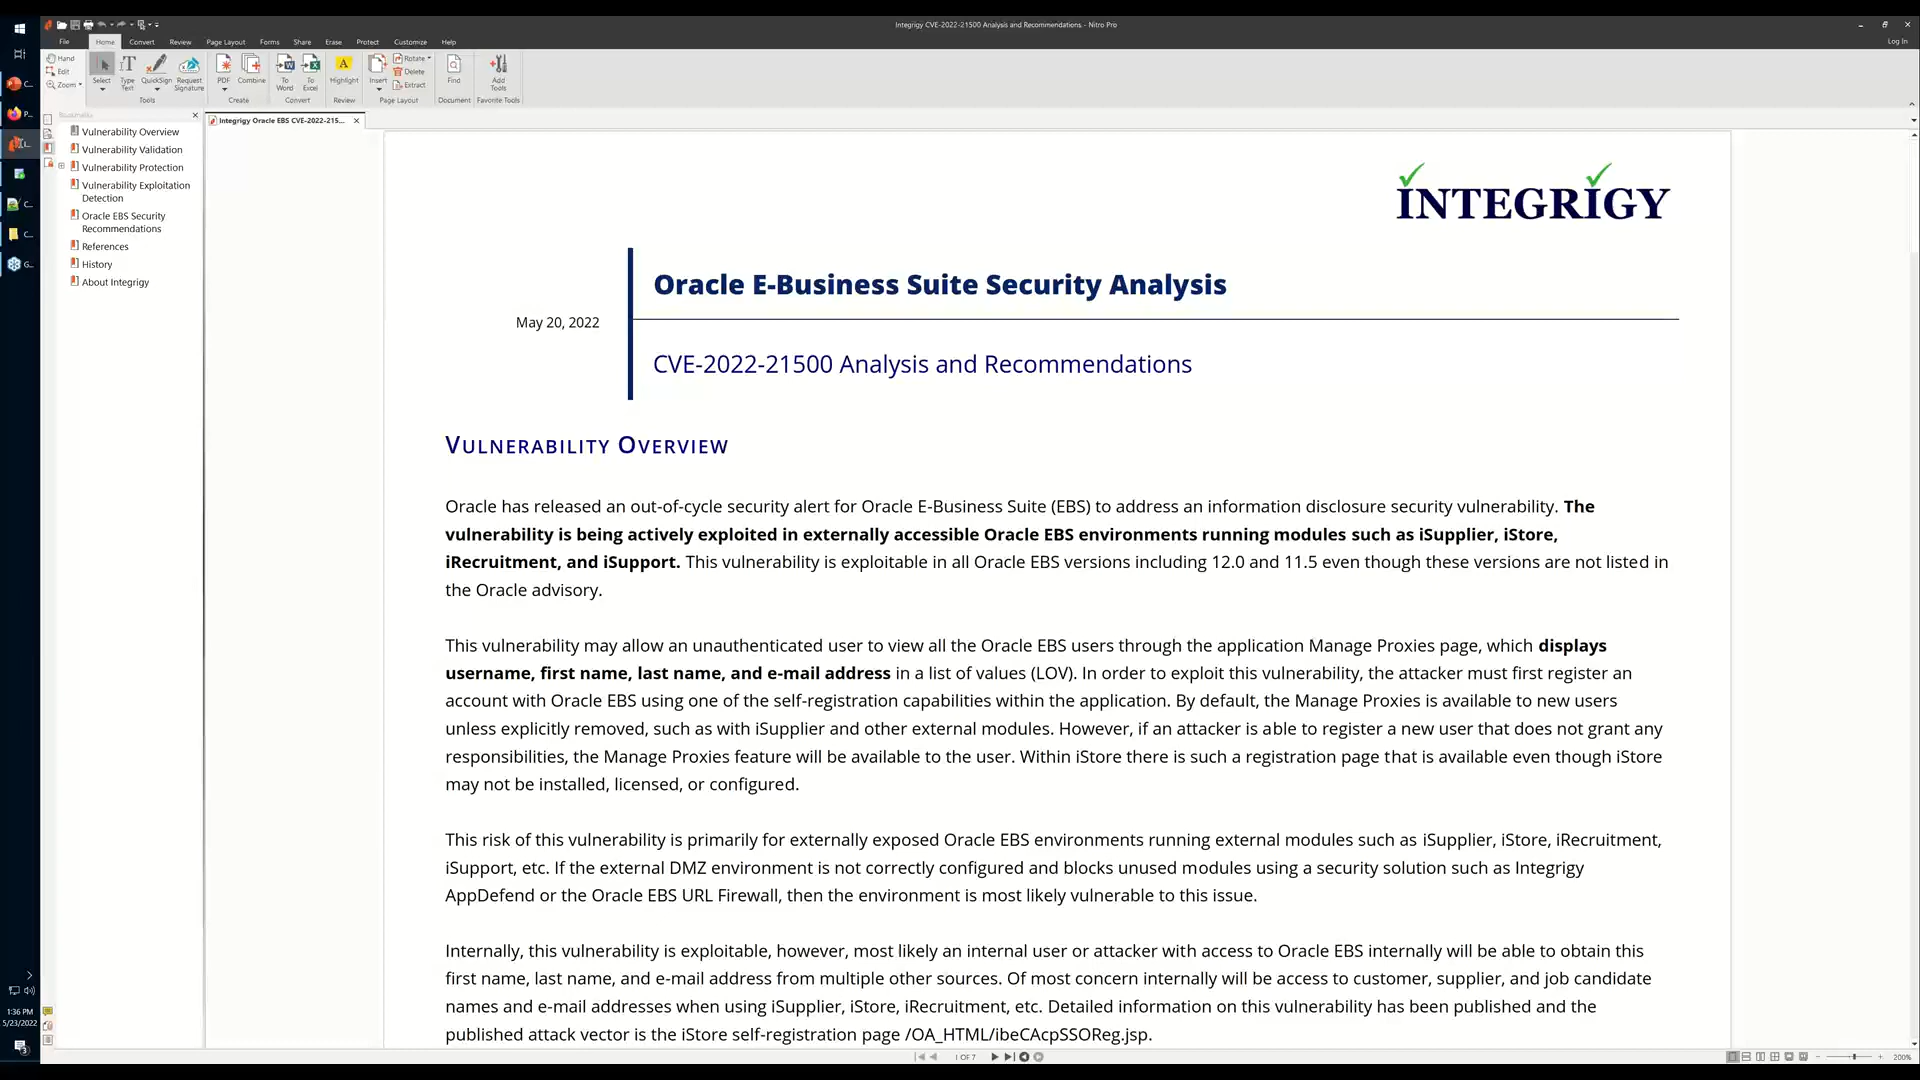 Integrigy CVE-2022-21500 Analysis and Recommendations. - Nitro Pro
File Home Convert Review Page Layout Forms Share Erase Protect Customize Help
Log In
Hand
Edit
Zoom
Select
Type Text
QuickSign
Request Signature
Tools
PDF
Combine
Create
To Word
To Excel
Convert
Highlight
Review
Insert
Rotate
Delete
Extract
Page Layout
Find
Document
Add Tools
Favorite Tools
Bookmarks
Vulnerability Overview
Vulnerability Validation
Vulnerability Protection
Vulnerability Exploitation
Detection
Oracle EBS Security
Recommendations
References
History
About Integrigy
Integrigy Oracle EBS CVE-2022-215...
INTEGRIGY
Oracle E-Business Suite Security Analysis
May 20, 2022
CVE-2022-21500 Analysis and Recommendations
VULNERABILITY OVERVIEW
Oracle has released an out-of-cycle security alert for Oracle E-Business Suite (EBS) to address an information disclosure security vulnerability. The
vulnerability is being actively exploited in externally accessible Oracle EBS environments running modules such as iSupplier, iStore,
iRecruitment, and iSupport. This vulnerability is exploitable in all Oracle EBS versions including 12.0 and 11.5 even though these versions are not listed in
the Oracle advisory.
This vulnerability may allow an unauthenticated user to view all the Oracle EBS users through the application Manage Proxies page, which displays
username, first name, last name, and e-mail address in a list of values (LOV). In order to exploit this vulnerability, the attacker must first register an
account with Oracle EBS using one of the self-registration capabilities within the application. By default, the Manage Proxies is available to new users
unless explicitly removed, such as with iSupplier and other external modules. However, if an attacker is able to register a new user that does not grant any
responsibilities, the Manage Proxies feature will be available to the user. Within iStore there is such a registration page that is available even though iStore
may not be installed, licensed, or configured.
This risk of this vulnerability is primarily for externally exposed Oracle EBS environments running external modules such as iSupplier, iStore, iRecruitment,
iSupport, etc. If the external DMZ environment is not correctly configured and blocks unused modules using a security solution such as Integrigy
AppDefend or the Oracle EBS URL Firewall, then the environment is most likely vulnerable to this issue.
Internally, this vulnerability is exploitable, however, most likely an internal user or attacker with access to Oracle EBS internally will be able to obtain this
first name, last name, and e-mail address from multiple other sources. Of most concern internally will be access to customer, supplier, and job candidate
names and e-mail addresses when using iSupplier, iStore, iRecruitment, etc. Detailed information on this vulnerability has been published and the
published attack vector is the iStore self-registration page /OA_HTML/ibeCAcpSSOReg.jsp.
1 OF 7
200%
C...
P...
I...
C...
C...
G...
1:36 PM
5/23/2022
3